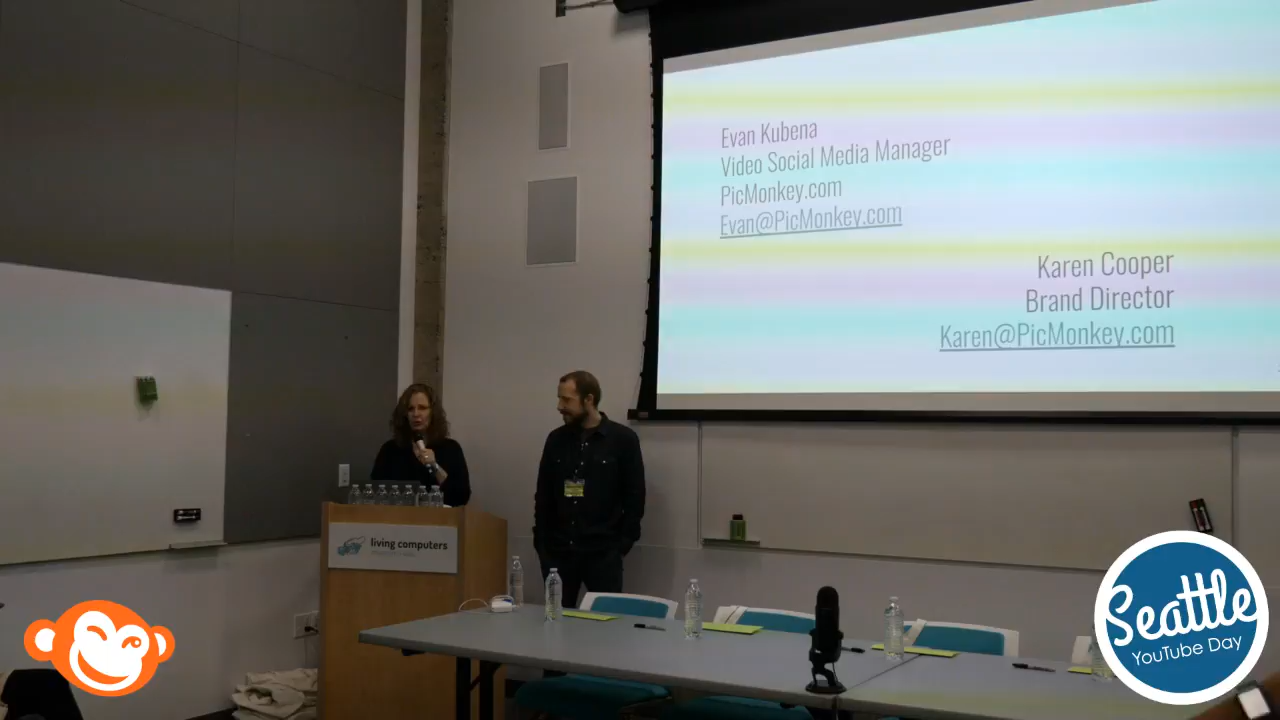 Evan Kubena
Video Social Media Manager
PicMonkey.com
Evan@PicMonkey.com
Karen Cooper
Brand Director
Karen@PicMonkey.com
living computers
Seattle
YouTube Day